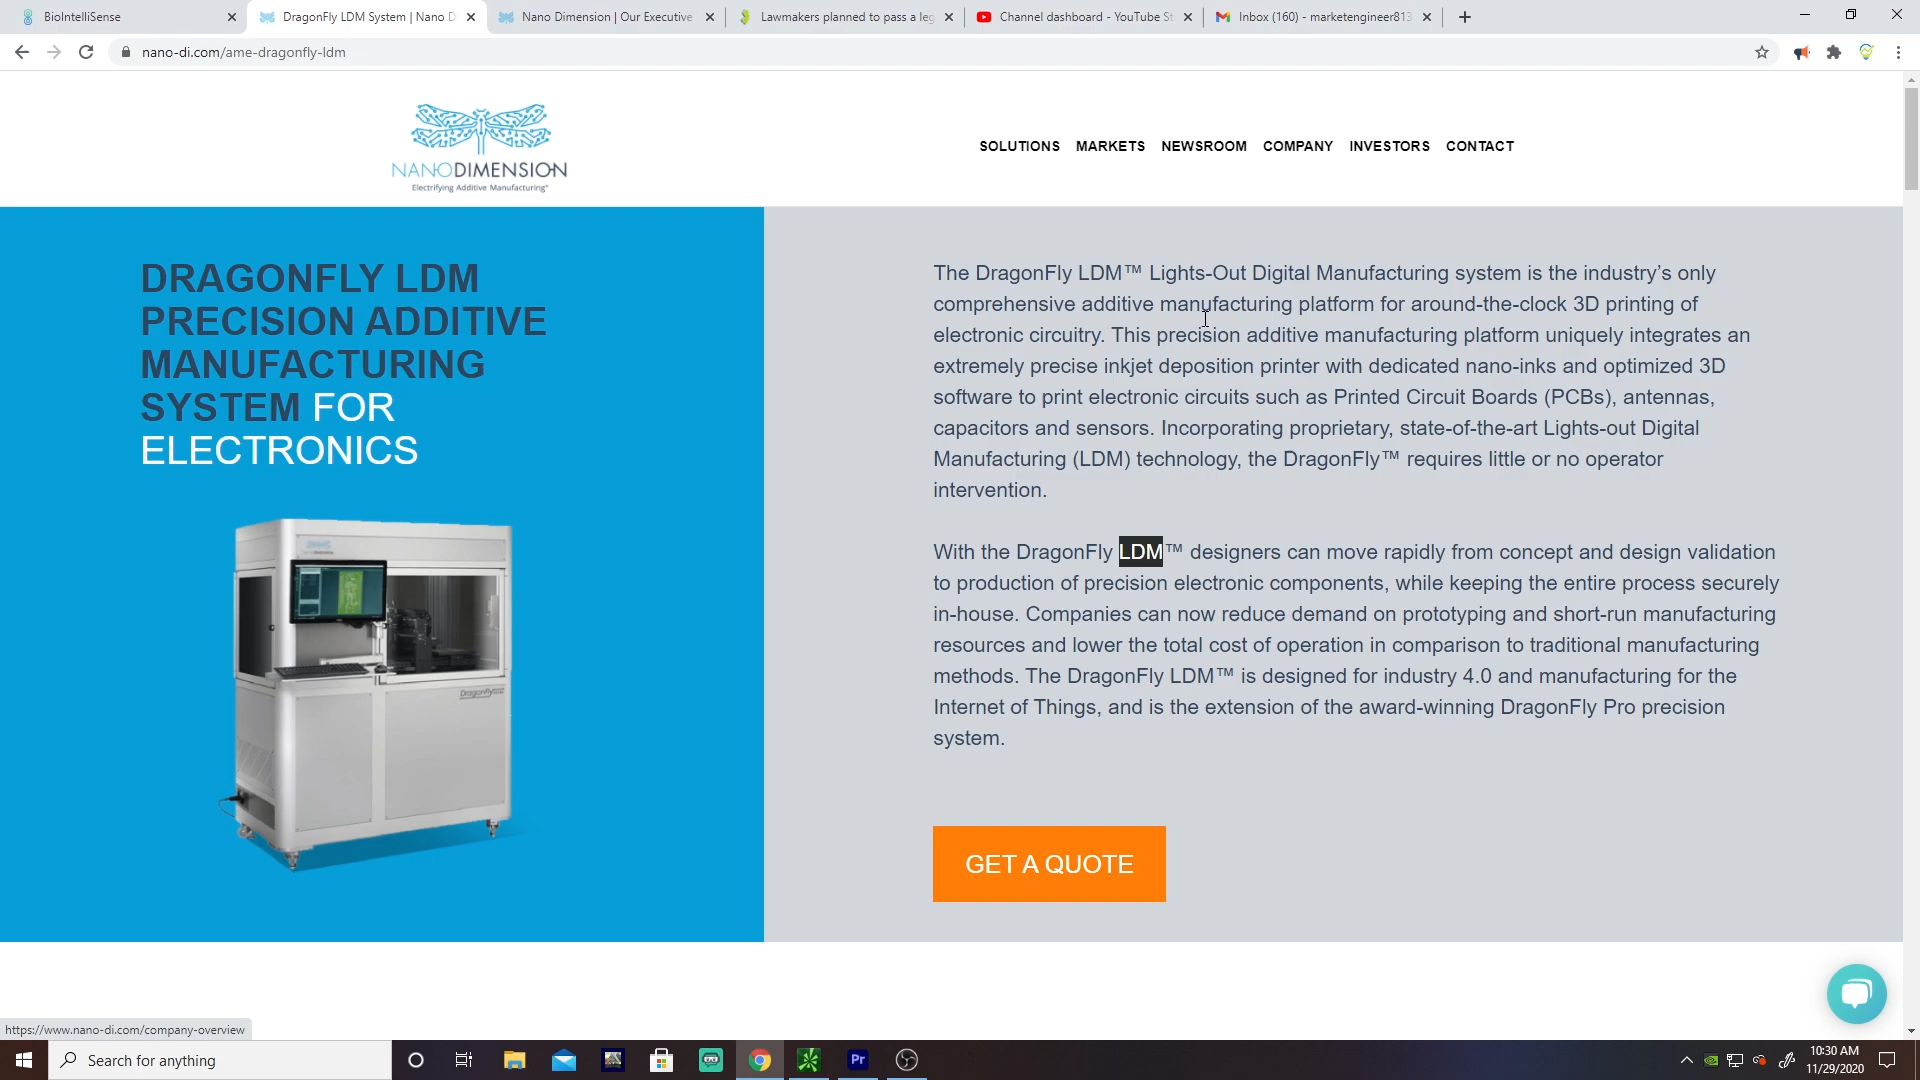 BioIntelliSense
DragonFly LDM System | Nano D
Nano Dimension | Our Executive
Lawmakers planned to pass a leg
Channel dashboard - YouTube St
Inbox (160) - marketengineer813
nano-di.com/ame-dragonfly-ldm
NANODIMENSION
Electrifying Additive Manufacturing®
SOLUTIONS MARKETS NEWSROOM COMPANY INVESTORS CONTACT
DRAGONFLY LDM
PRECISION ADDITIVE
MANUFACTURING
SYSTEM FOR
ELECTRONICS
DragonFly
The DragonFly LDM™ Lights-Out Digital Manufacturing system is the industry’s only
comprehensive additive manufacturing platform for around-the-clock 3D printing of
electronic circuitry. This precision additive manufacturing platform uniquely integrates an
extremely precise inkjet deposition printer with dedicated nano-inks and optimized 3D
software to print electronic circuits such as Printed Circuit Boards (PCBs), antennas,
capacitors and sensors. Incorporating proprietary, state-of-the-art Lights-out Digital
Manufacturing (LDM) technology, the DragonFly™ requires little or no operator
intervention.
With the DragonFly LDM™ designers can move rapidly from concept and design validation
to production of precision electronic components, while keeping the entire process securely
in-house. Companies can now reduce demand on prototyping and short-run manufacturing
resources and lower the total cost of operation in comparison to traditional manufacturing
methods. The DragonFly LDM™ is designed for industry 4.0 and manufacturing for the
Internet of Things, and is the extension of the award-winning DragonFly Pro precision
system.
GET A QUOTE
https://www.nano-di.com/company-overview
Search for anything
Pr
10:30 AM
11/29/2020